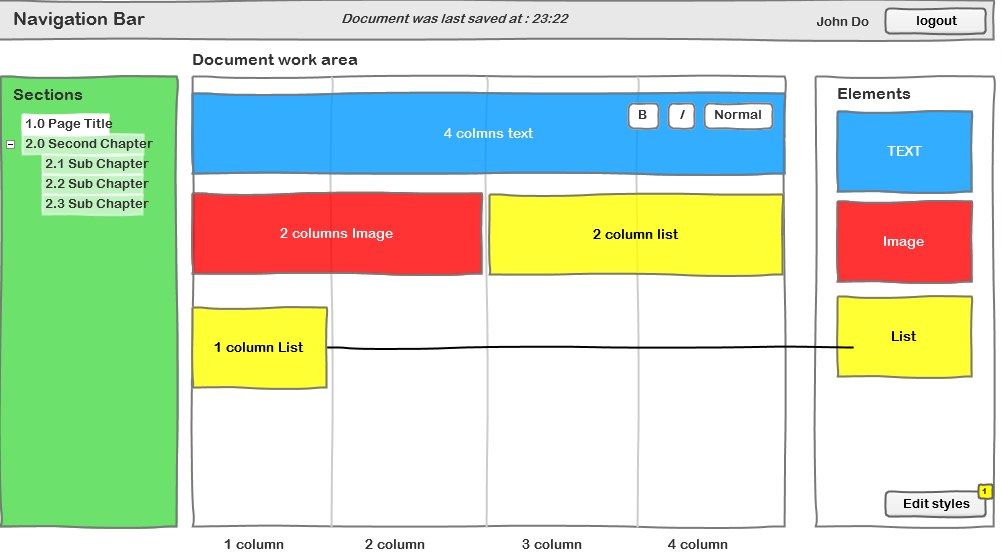 Navigation Bar
Document was last saved at : 23:22
John Do
logout
Document work area
Sections
1.0 Page Title
2.0 Second Chapter
2.1 Sub Chapter
2.2 Sub Chapter
2.3 Sub Chapter
B
I
Normal
4 colmns text
2 columns Image
2 column list
1 column List
Elements
TEXT
Image
List
Edit styles
1
1 column
2 column
3 column
4 column